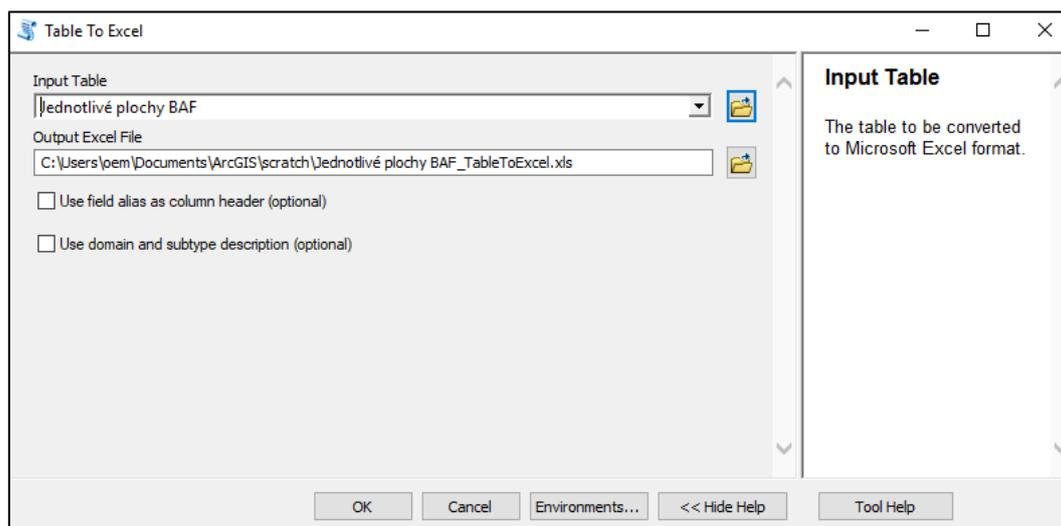 Table To Excel
Input Table
Jednotlivé plochy BAF
Output Excel File
C:\Users\oem\Documents\ArcGIS\scratch\Jednotlivé plochy BAF_TableToExcel.xls
Use field alias as column header (optional)
Use domain and subtype description (optional)
Input Table
The table to be converted
to Microsoft Excel format.
OK
Cancel
Environments...
<< Hide Help
Tool Help